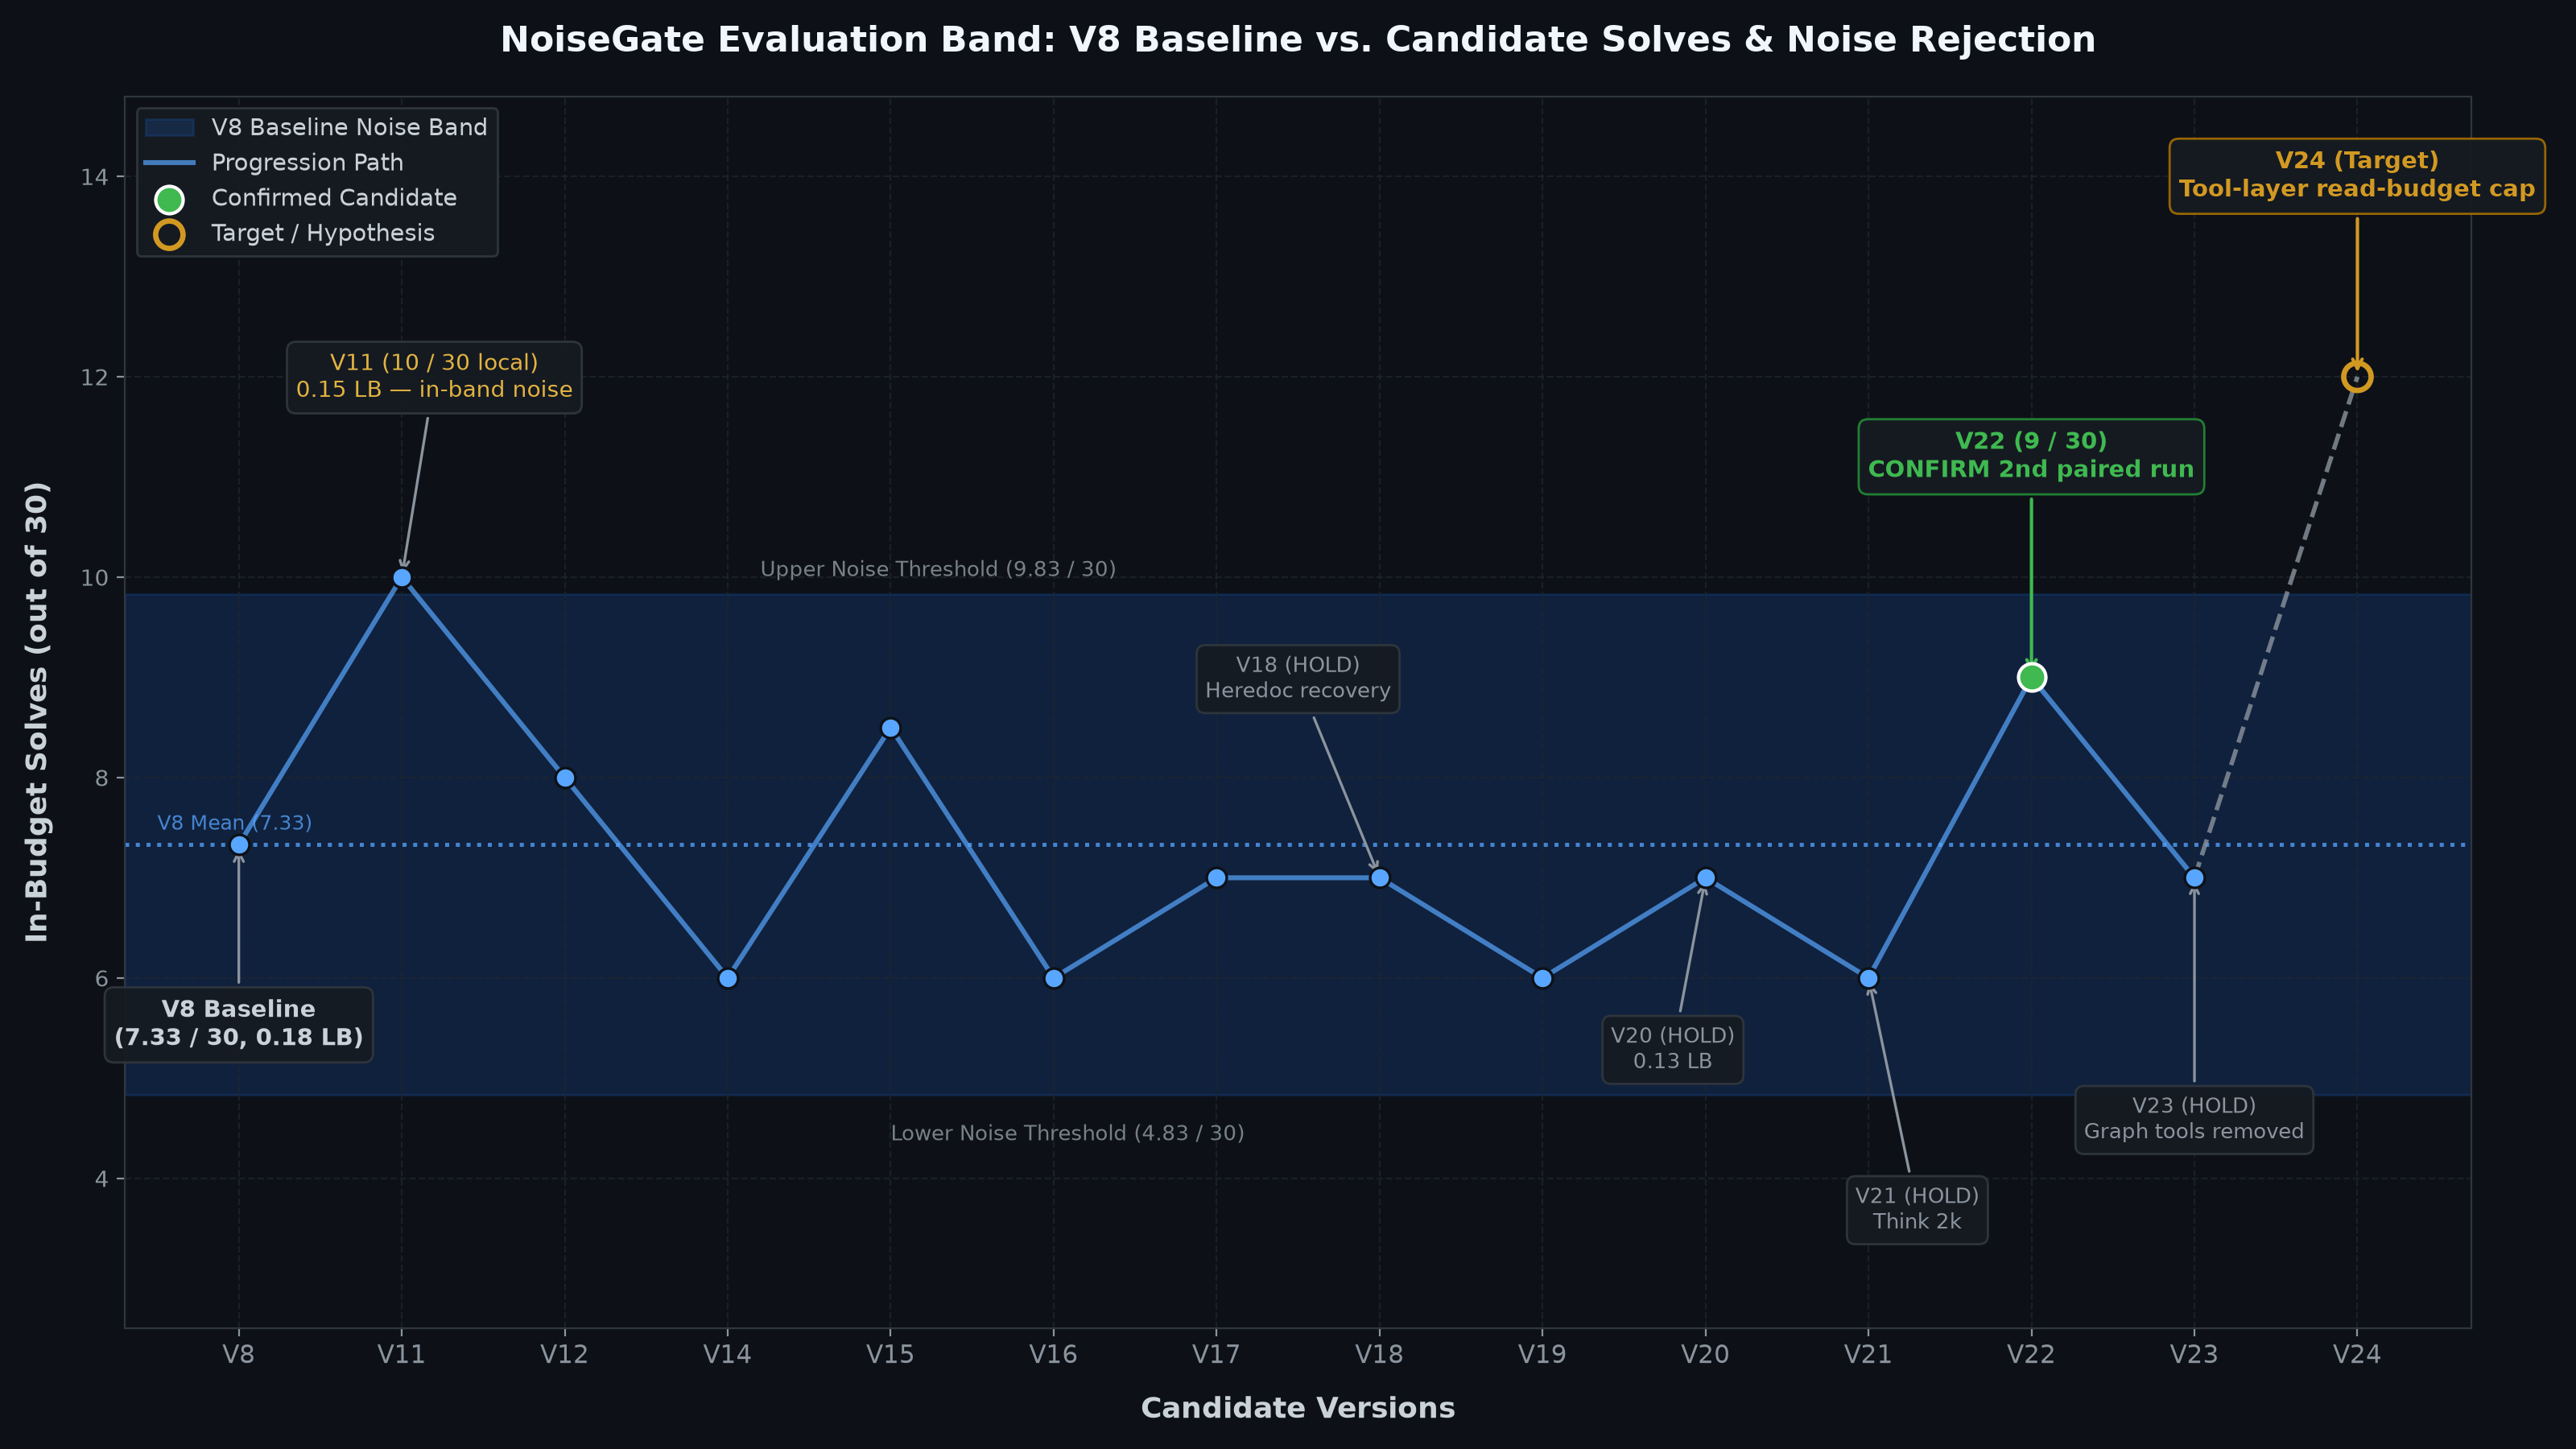 NoiseGate Evaluation Band: V8 Baseline vs. Candidate Solves & Noise Rejection
V8 Baseline Noise Band
Progression Path
Confirmed Candidate
Target / Hypothesis
V24 (Target)
Tool-layer read-budget cap
V11 (10 / 30 local)
0.15 LB — in-band noise
V22 (9 / 30)
CONFIRM 2nd paired run
Upper Noise Threshold (9.83 / 30)
V18 (HOLD)
Heredoc recovery
V8 Mean (7.33)
V8 Baseline
(7.33 / 30, 0.18 LB)
V20 (HOLD)
0.13 LB
V23 (HOLD)
Graph tools removed
Lower Noise Threshold (4.83 / 30)
V21 (HOLD)
Think 2k
In-Budget Solves (out of 30)
14
12
10
8
6
4
V8 V11 V12 V14 V15 V16 V17 V18 V19 V20 V21 V22 V23 V24
Candidate Versions